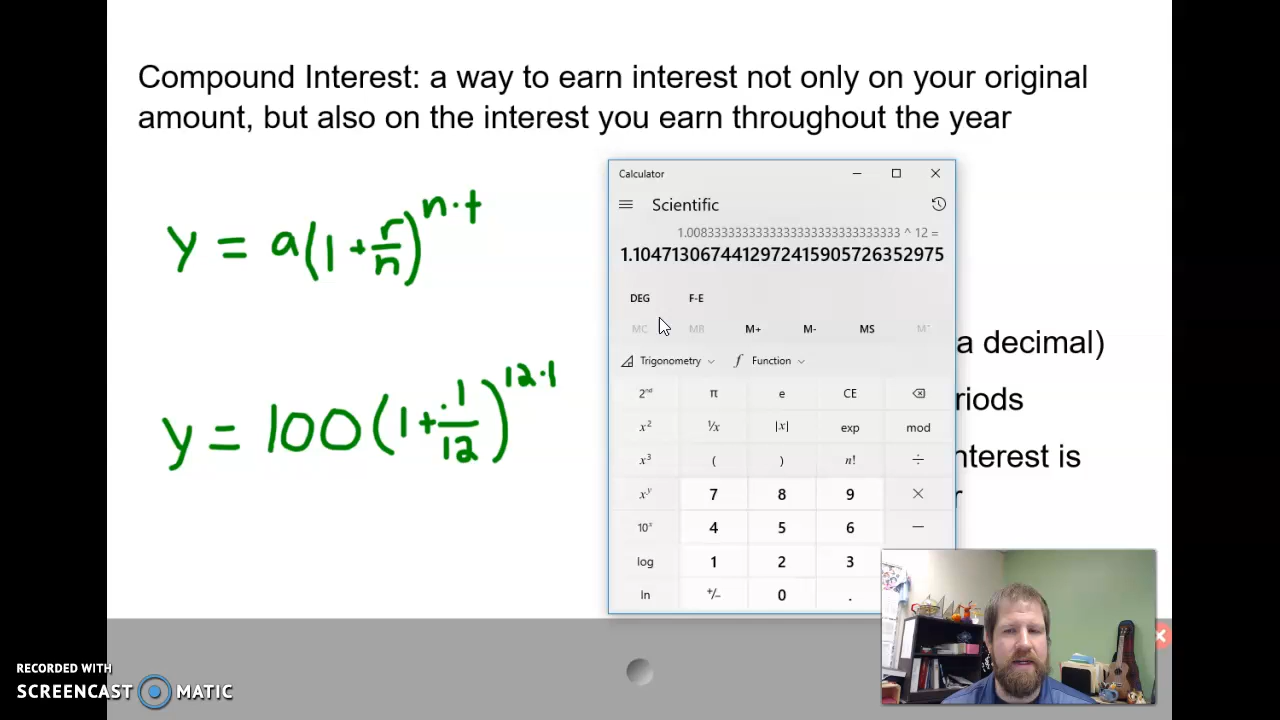 Compound Interest: a way to earn interest not only on your original
amount, but also on the interest you earn throughout the year
y = a(1 + r/n)^n·t
y = 100(1 + .1/12)^12·1
Calculator
Scientific
1.00833333333333333333333333333333 ^ 12 =
1.1047130674412972415905726352975
DEG F-E
MC MR M+ M- MS M˅
Trigonometry Function
2nd π e CE
x² ¹/x |x| exp mod
x³ ( ) n! ÷
xʸ 7 8 9 ×
10ˣ 4 5 6 −
log 1 2 3
ln +/− 0 .
a decimal)
riods
nterest is
RECORDED WITH
SCREENCAST MATIC